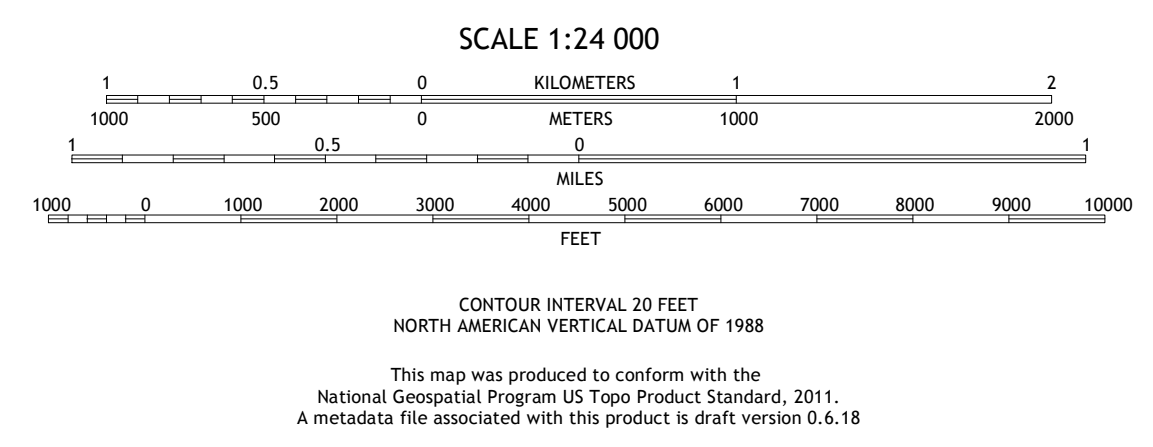 SCALE 1:24 000
1 0.5 0 KILOMETERS 1 2
1000 500 0 METERS 1000 2000
1 0.5 0 1
MILES
1000 0 1000 2000 3000 4000 5000 6000 7000 8000 9000 10000
FEET
CONTOUR INTERVAL 20 FEET
NORTH AMERICAN VERTICAL DATUM OF 1988
This map was produced to conform with the
National Geospatial Program US Topo Product Standard, 2011.
A metadata file associated with this product is draft version 0.6.18